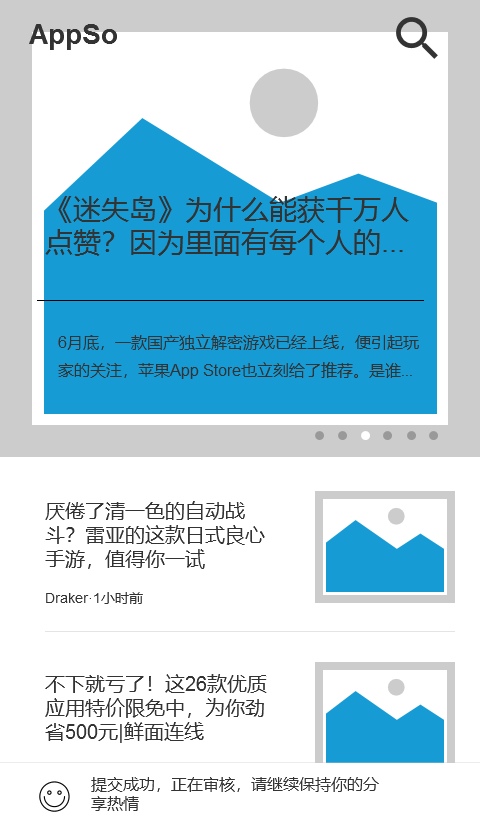 AppSo
《迷失岛》为什么能获千万人
点赞？因为里面有每个人的...
6月底，一款国产独立解密游戏已经上线，便引起玩
家的关注，苹果App Store也立刻给了推荐。是谁...
厌倦了清一色的自动战
斗？雷亚的这款日式良心
手游，值得你一试
Draker·1小时前
不下就亏了！这26款优质
应用特价限免中，为你劲
省500元|鲜面连线
提交成功，正在审核，请继续保持你的分
享热情